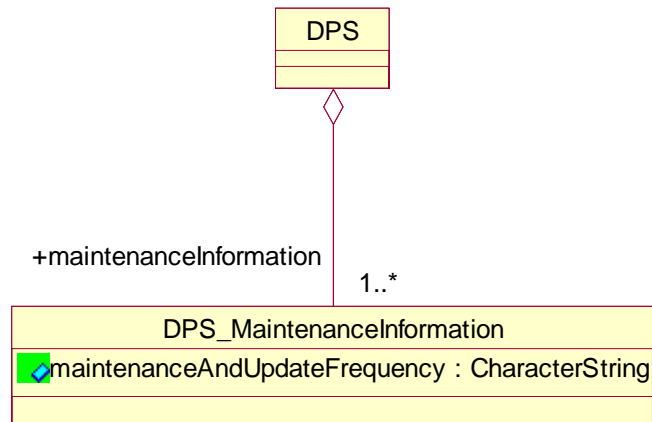 DPS
+maintenanceInformation
1..*
DPS_MaintenanceInformation
maintenanceAndUpdateFrequency : CharacterString